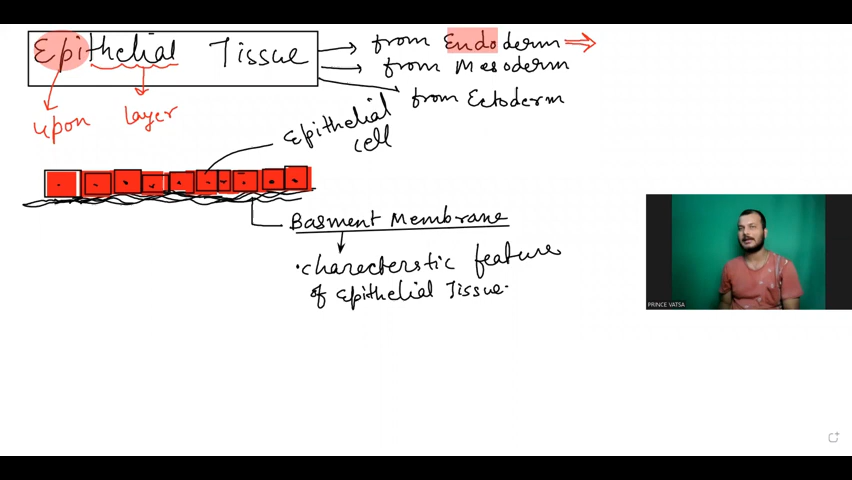 Epithelial Tissue
from Endoderm
from Mesoderm
from Ectoderm
upon
layer
Epithelial cell
Basment Membrane
.charecterstic feature
of Epithelial Tissue.
PRINCE VATSA